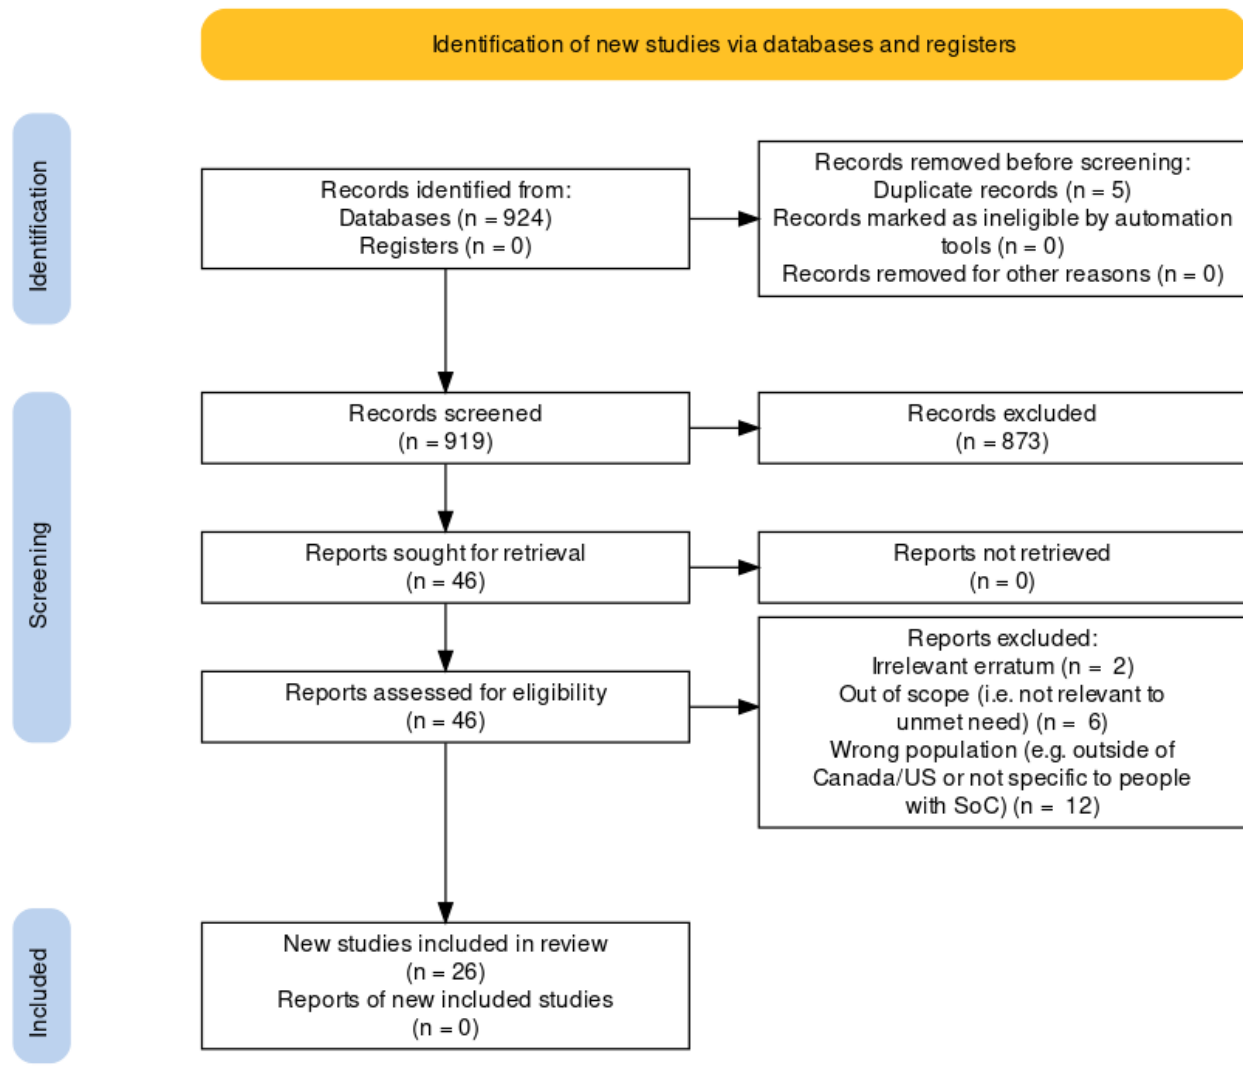 Identification of new studies via databases and registers
Identification
Records identified from:
Databases (n = 924)
Registers (n = 0)
Records removed before screening:
Duplicate records (n = 5)
Records marked as ineligible by automation
tools (n = 0)
Records removed for other reasons (n = 0)
Screening
Records screened
(n = 919)
Records excluded
(n = 873)
Reports sought for retrieval
(n = 46)
Reports not retrieved
(n = 0)
Reports assessed for eligibility
(n = 46)
Reports excluded:
Irrelevant erratum (n = 2)
Out of scope (i.e. not relevant to
unmet need) (n = 6)
Wrong population (e.g. outside of
Canada/US or not specific to people
with SoC) (n = 12)
Included
New studies included in review
(n = 26)
Reports of new included studies
(n = 0)